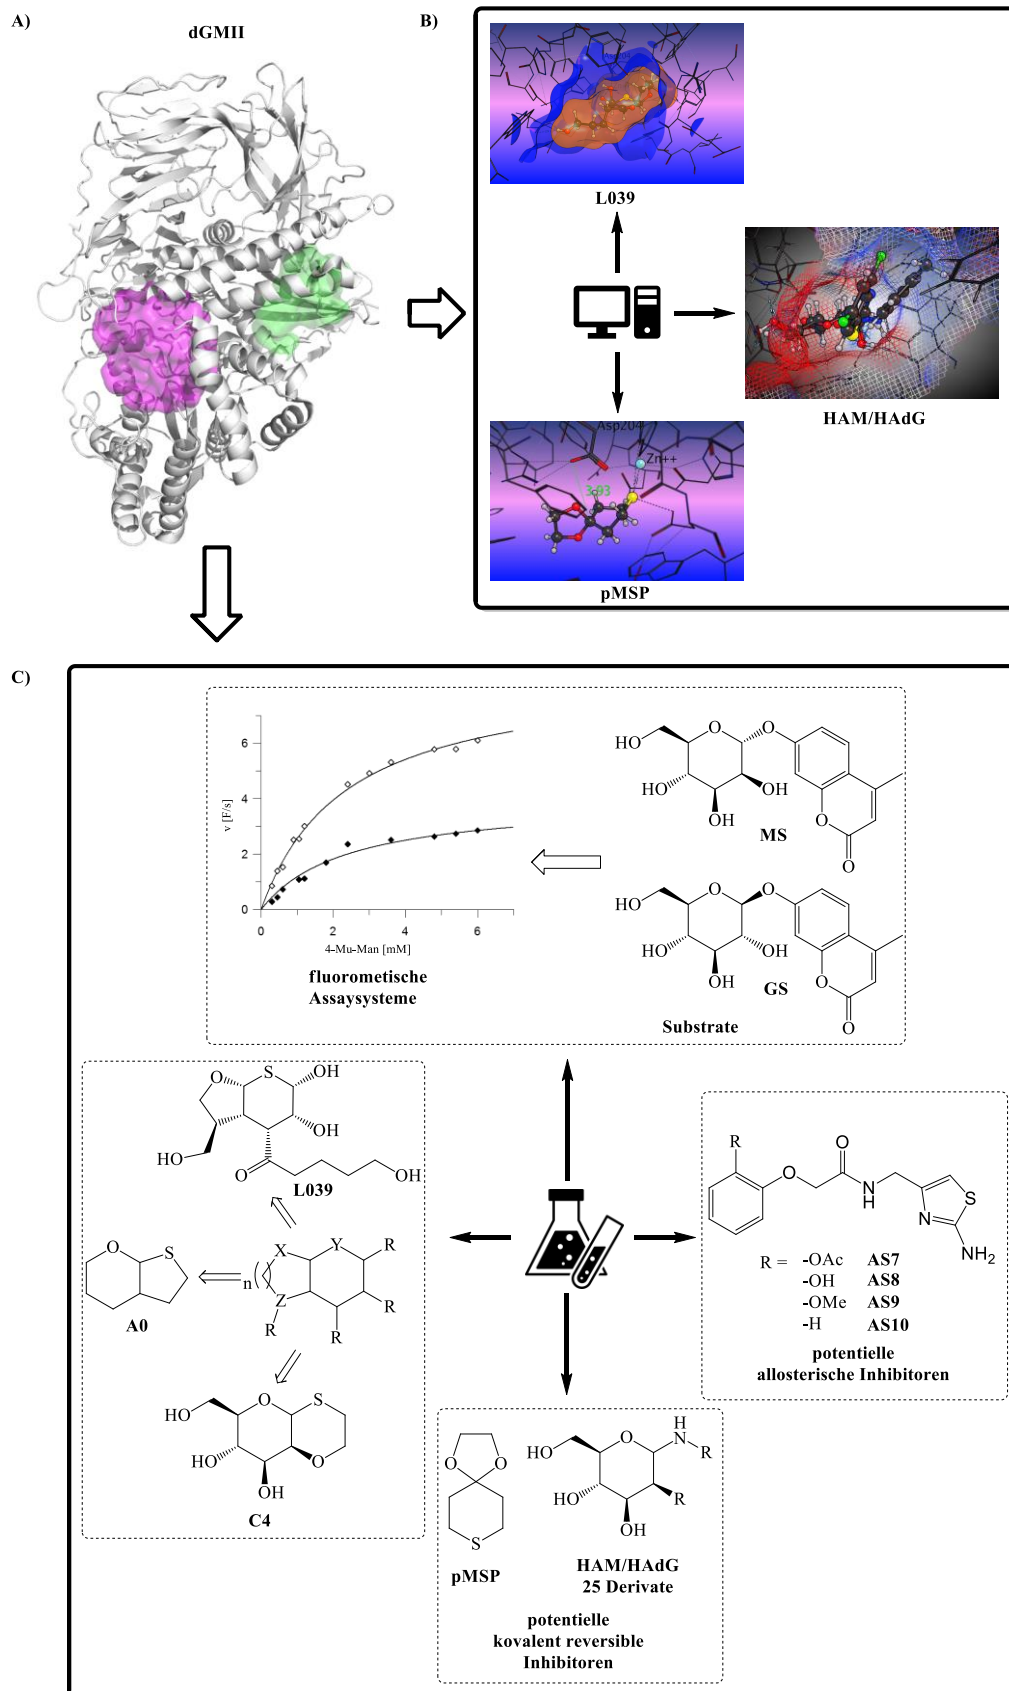 A)
dGMII
B)
L039
HAM/HAdG
Asp204
Zn++
3.93
pMSP
C)
v [F/s]
6
4
2
0
0
2
4
6
4-Mu-Man [mM]
fluorometische
Assaysysteme
HO
O
O
HO
OH
OH
O
O
MS
HO
O
O
HO
OH
OH
O
O
GS
Substrate
O
S
OH
OH
HO
O
OH
L039
O
S
A0
X
Y
R
n
(
Z
R
R
R
HO
O
S
HO
O
OH
C4
R
O
O
N
H
S
N
NH2
R =
-OAc
AS7
-OH
AS8
-OMe
AS9
-H
AS10
potentielle
allosterische Inhibitoren
O
O
S
pMSP
HO
O
H
N
R
HO
R
OH
HAM/HAdG
25 Derivate
potentielle
kovalent reversible
Inhibitoren